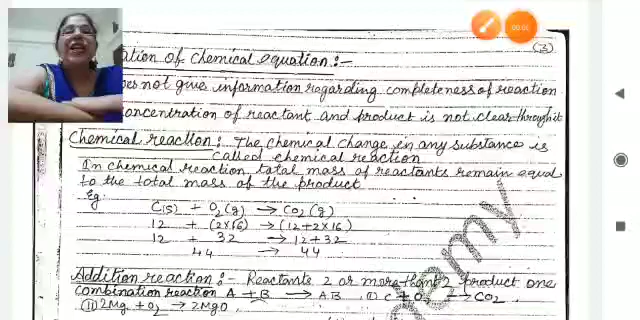 (3)
00:00
ation of chemical equation :-
oes not give information regarding completeness of reaction
oncentration of reactant and product is not clear through it
Chemical reaction : The chemical change in any substance is
called chemical reaction
In chemical reaction total mass of reactants remain equal
to the total mass of the product
Eg
C(s) + O2(g) → CO2(g)
12 + (2×16) → (12+2×16)
12 + 32 → 12+32
44 → 44
Addition reaction :- Reactants 2 or more than 2 product one
combination reaction A + B → AB (i) C + O2 → CO2
(ii) 2Mg + O2 → 2MgO
emy